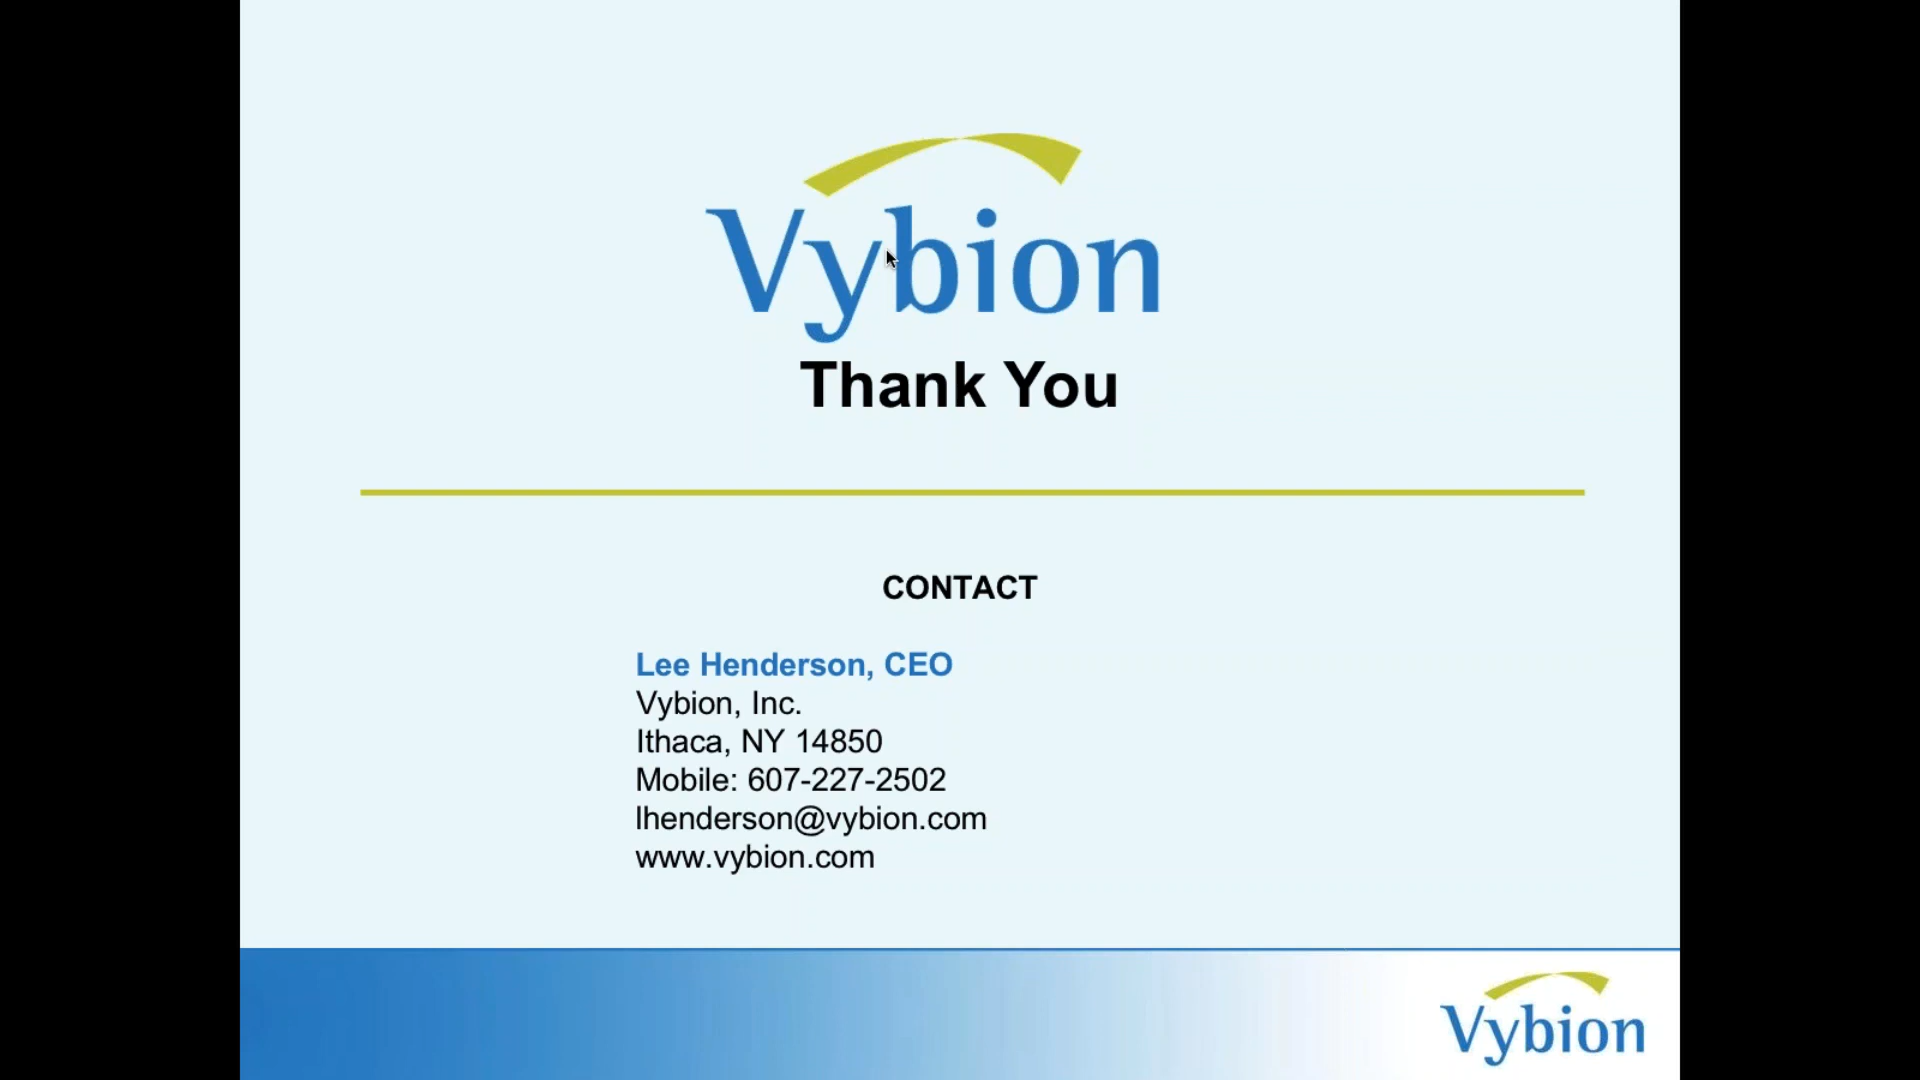 Vybion
Thank You
CONTACT
Lee Henderson, CEO
Vybion, Inc.
Ithaca, NY 14850
Mobile: 607-227-2502
lhenderson@vybion.com
www.vybion.com
Vybion